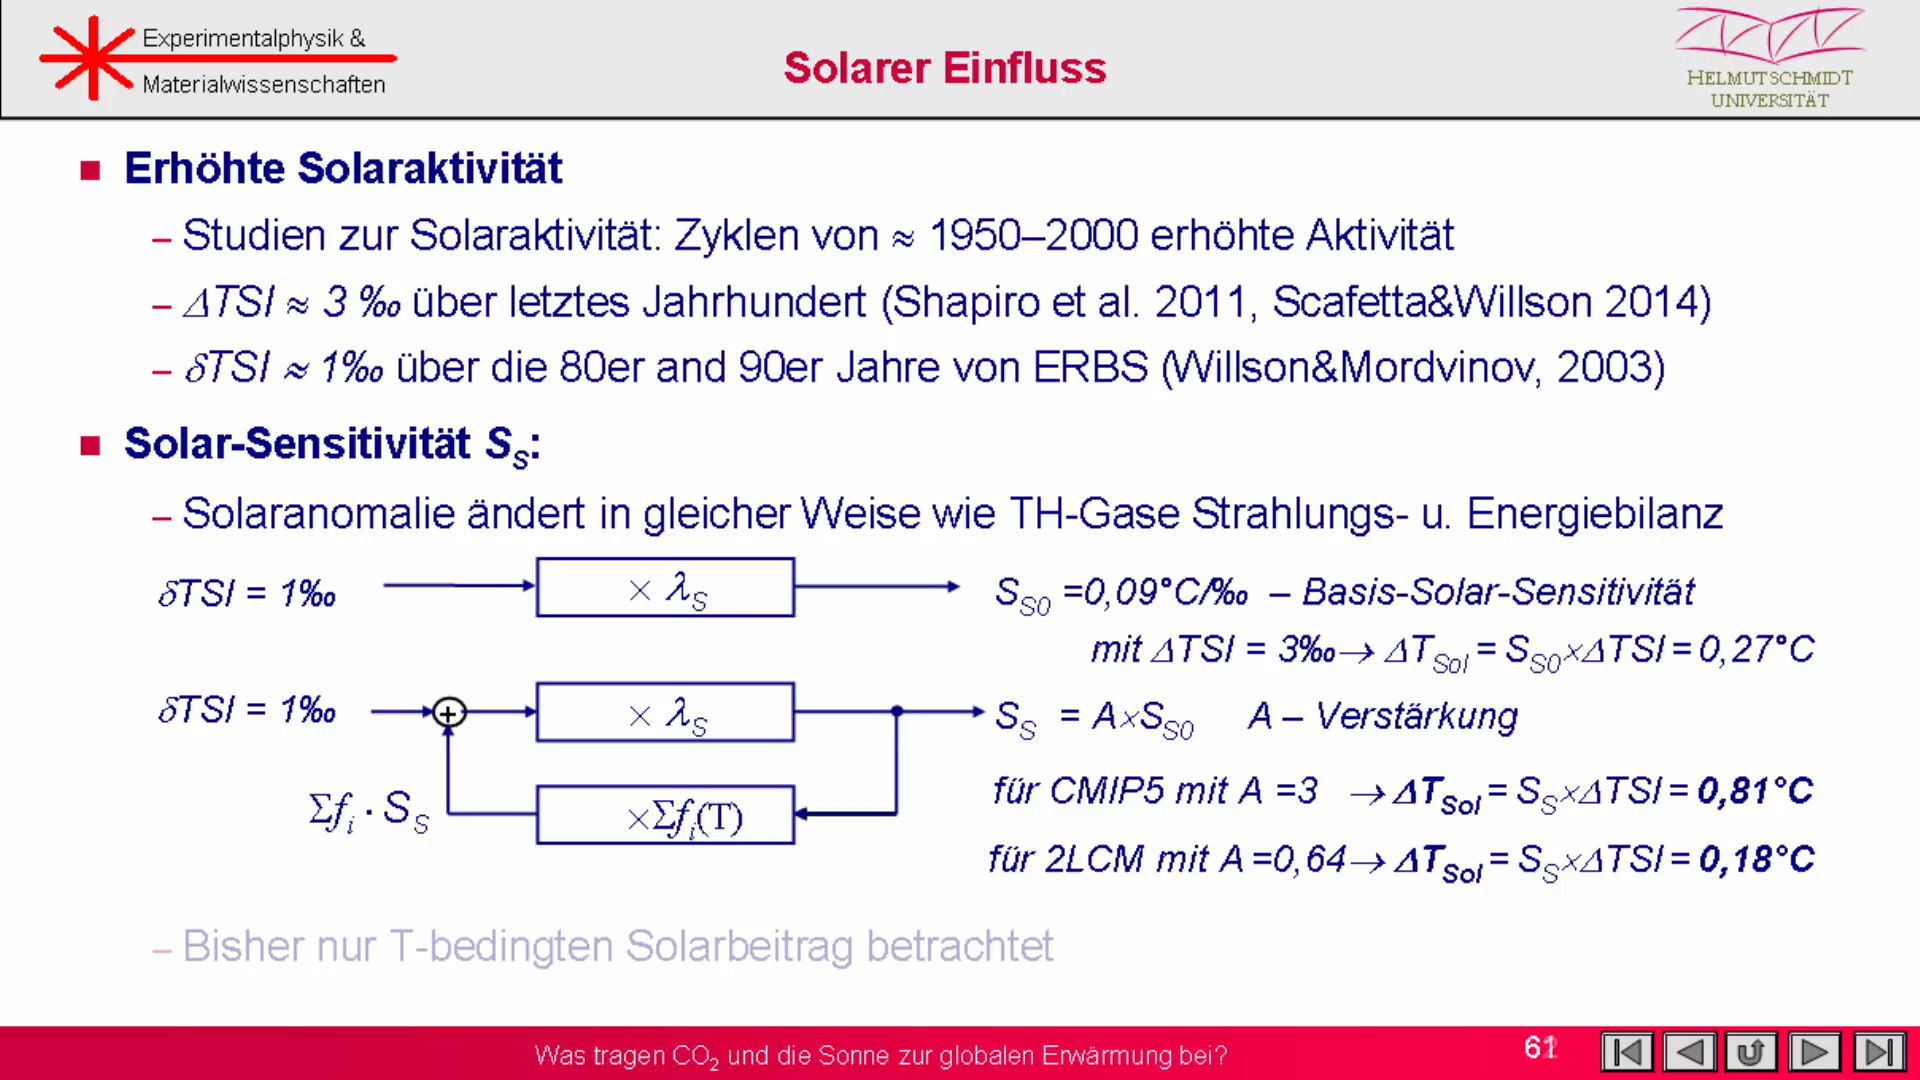 Experimentalphysik &
Materialwissenschaften
Solarer Einfluss
HELMUT SCHMIDT
UNIVERSITÄT
Erhöhte Solaraktivität
– Studien zur Solaraktivität: Zyklen von ≈ 1950–2000 erhöhte Aktivität
– ΔTSI ≈ 3 ‰ über letztes Jahrhundert (Shapiro et al. 2011, Scafetta&Willson 2014)
– δTSI ≈ 1‰ über die 80er and 90er Jahre von ERBS (Willson&Mordvinov, 2003)
Solar-Sensitivität S_S:
– Solaranomalie ändert in gleicher Weise wie TH-Gase Strahlungs- u. Energiebilanz
δTSI = 1‰ × λ_S S_S0 =0,09°C/‰ – Basis-Solar-Sensitivität
mit ΔTSI = 3‰→ ΔT_Sol = S_S0×ΔTSI = 0,27°C
δTSI = 1‰ + × λ_S S_S = A×S_S0 A – Verstärkung
für CMIP5 mit A =3 → ΔT_Sol = S_S×ΔTSI = 0,81°C
Σf_i · S_S ×Σf_i(T)
für 2LCM mit A =0,64→ ΔT_Sol = S_S×ΔTSI = 0,18°C
– Bisher nur T-bedingten Solarbeitrag betrachtet
Was tragen CO₂ und die Sonne zur globalen Erwärmung bei?